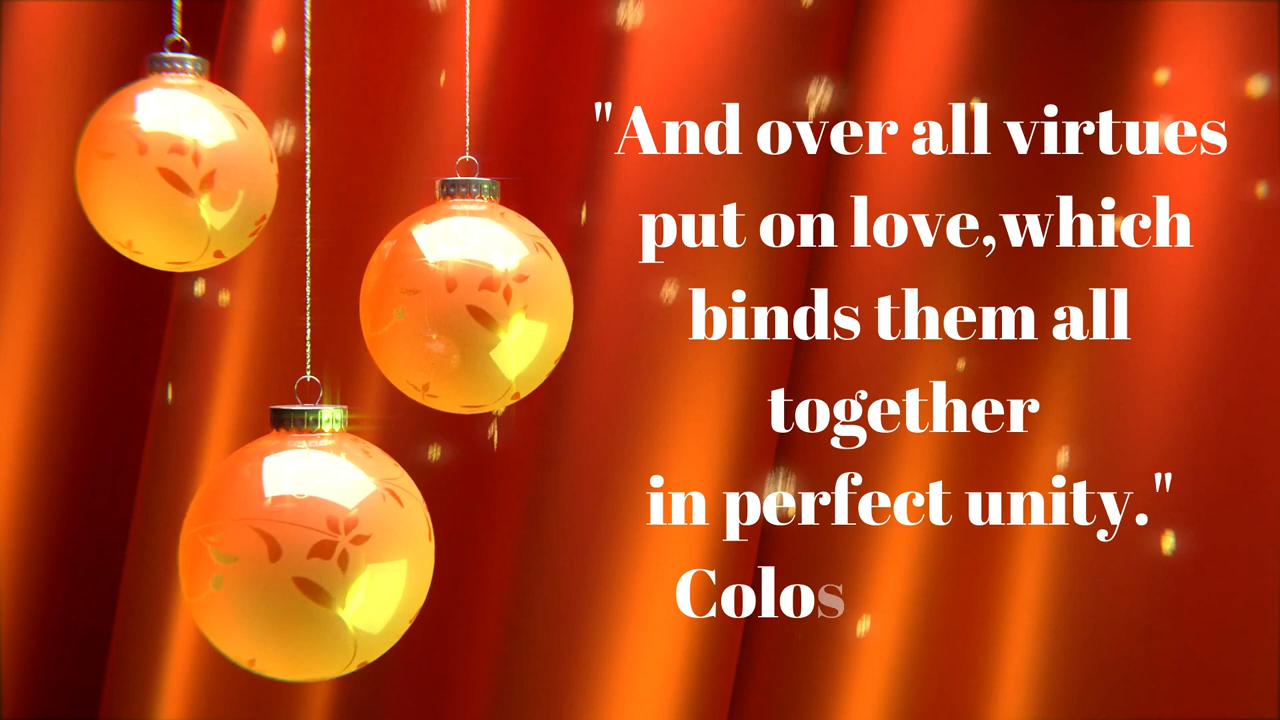 "And over all virtues
put on love,which
binds them all
together
in perfect unity."
Colos